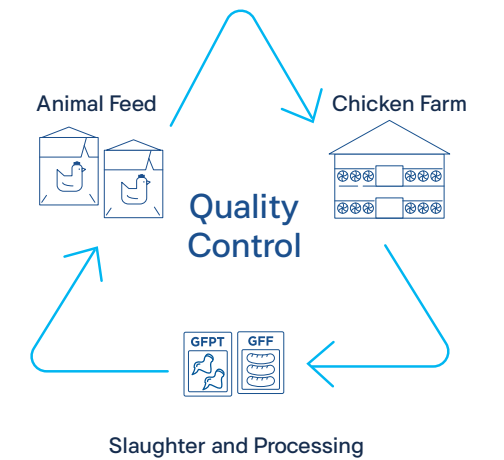 Animal Feed
Chicken Farm
Quality
Control
GFPT
GFF
Slaughter and Processing